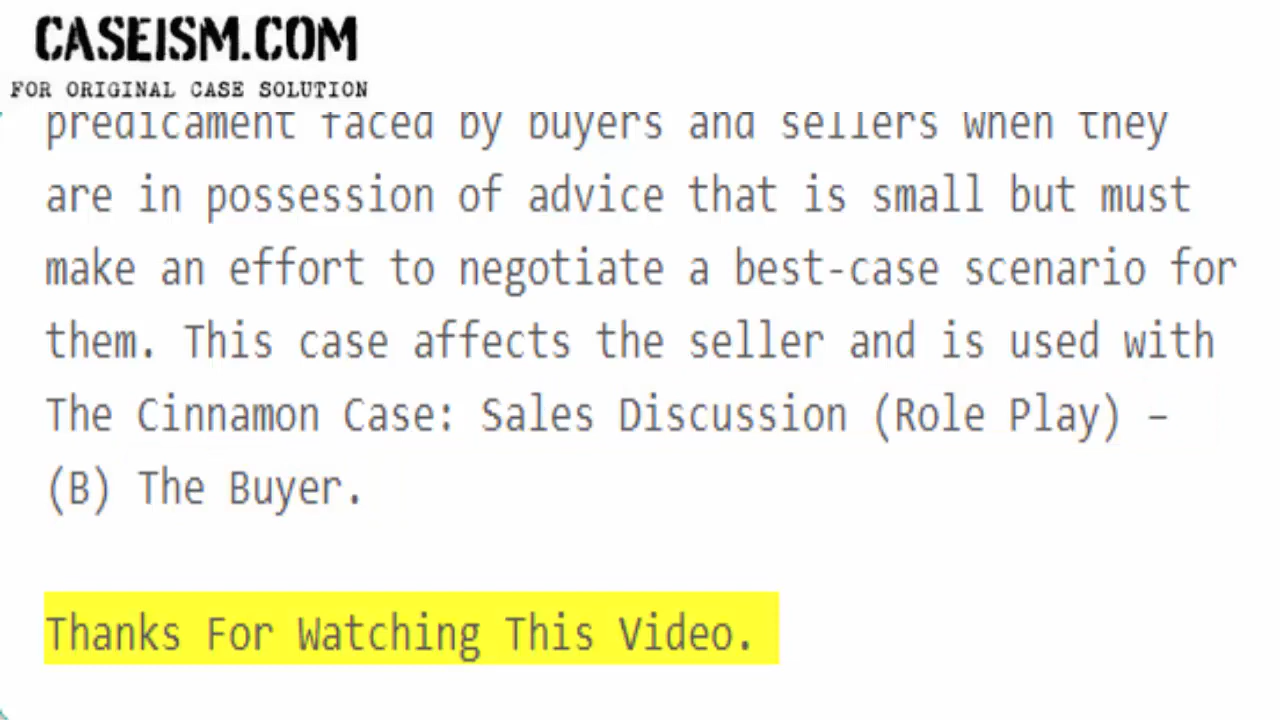 CASEISM.COM
FOR ORIGINAL CASE SOLUTION
predicament faced by buyers and sellers when they
are in possession of advice that is small but must
make an effort to negotiate a best-case scenario for
them. This case affects the seller and is used with
The Cinnamon Case: Sales Discussion (Role Play) –
(B) The Buyer.
Thanks For Watching This Video.